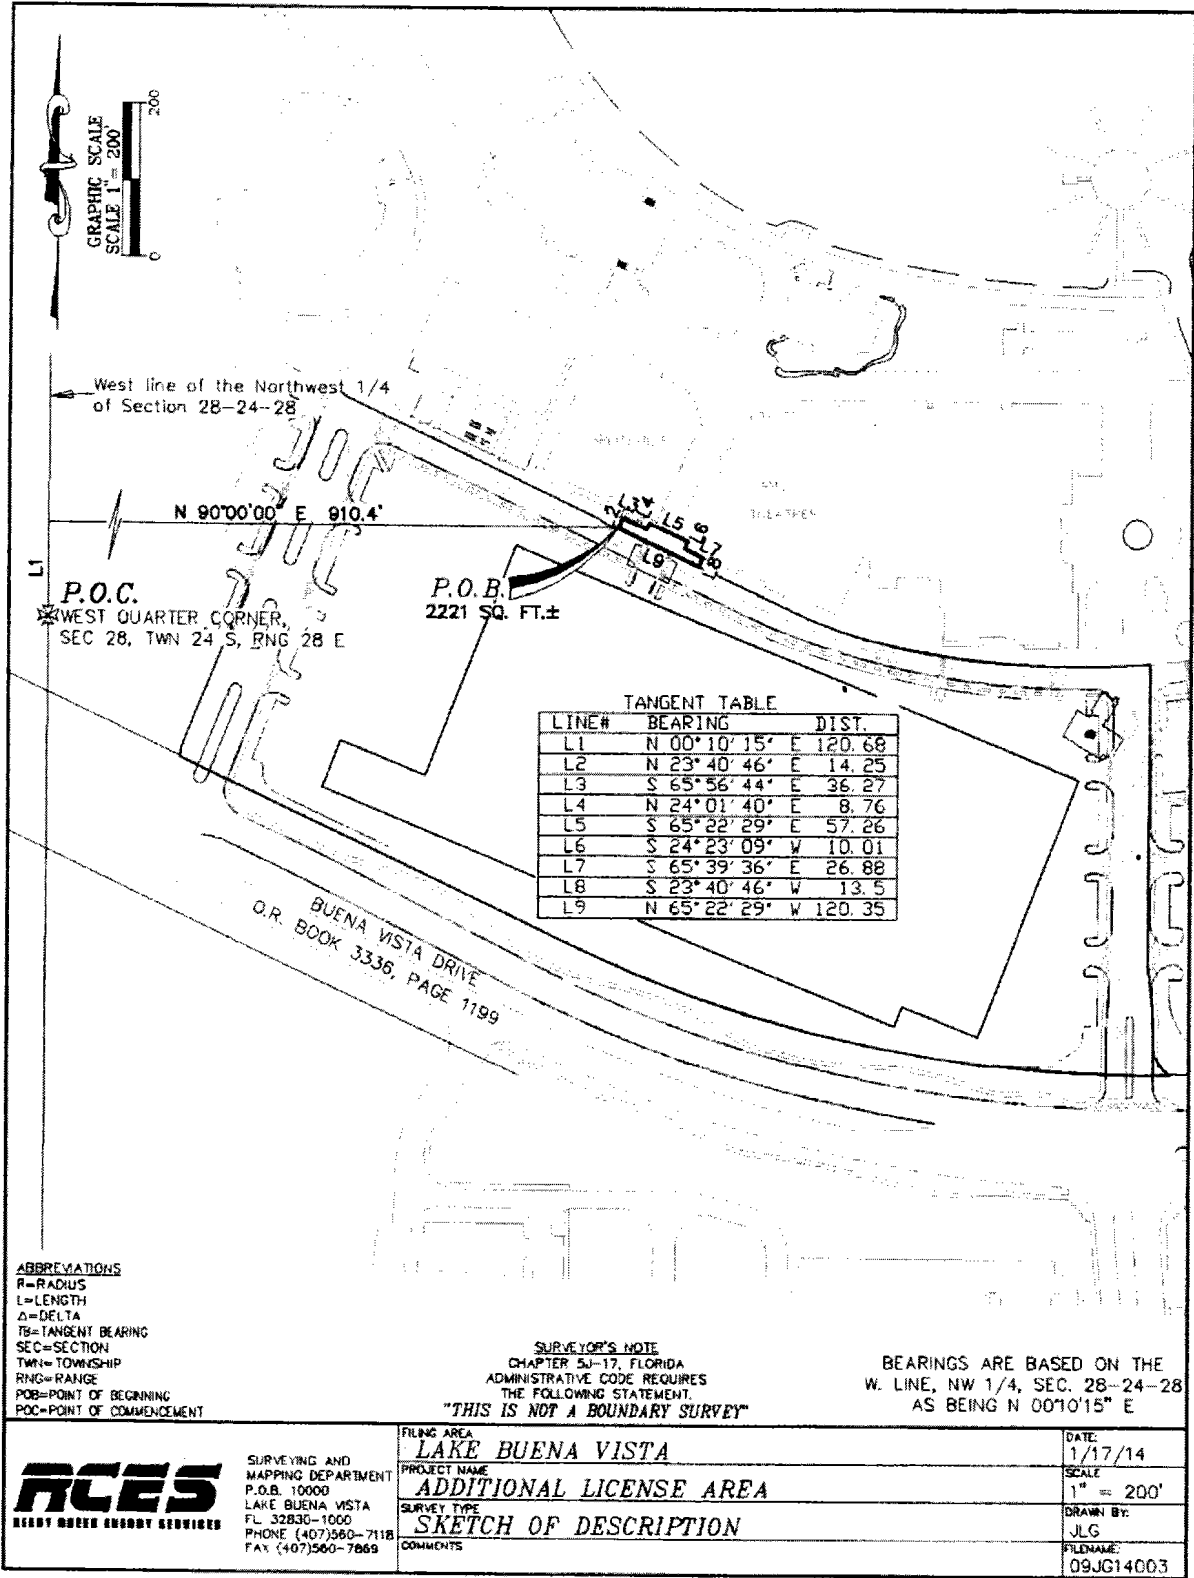 200
GRAPHIC SCALE
SCALE 1" = 200'
0
West line of the Northwest 1/4
of Section 28-24-28
N 90°00'00" E 910.4'
L1
2
L3
4
L5
L6
L7
8
L9
P.O.C.
WEST QUARTER CORNER,
SEC 28, TWN 24 S, RNG 28 E
P.O.B.
2221 SQ. FT.±
THEATRES
TANGENT TABLE
LINE# BEARING DIST.
L1 N 00°10'15" E 120.68
L2 N 23°40'46" E 14.25
L3 S 65°56'44" E 36.27
L4 N 24°01'40" E 8.76
L5 S 65°22'29" E 57.26
L6 S 24°23'09" W 10.01
L7 S 65°39'36" E 26.88
L8 S 23°40'46" W 13.5
L9 N 65°22'29" W 120.35
BUENA VISTA DRIVE
O.R. BOOK 3336, PAGE 1199
ABBREVIATIONS
R=RADIUS
L=LENGTH
Δ=DELTA
TB=TANGENT BEARING
SEC=SECTION
TWN=TOWNSHIP
RNG=RANGE
POB=POINT OF BEGINNING
POC=POINT OF COMMENCEMENT
SURVEYOR'S NOTE
CHAPTER 5J-17, FLORIDA
ADMINISTRATIVE CODE REQUIRES
THE FOLLOWING STATEMENT.
"THIS IS NOT A BOUNDARY SURVEY"
BEARINGS ARE BASED ON THE
W. LINE, NW 1/4, SEC. 28-24-28
AS BEING N 00°10'15" E
RCES
REEDY CREEK ENERGY SERVICES
SURVEYING AND
MAPPING DEPARTMENT
P.O.B. 10000
LAKE BUENA VISTA
FL 32830-1000
PHONE (407)560-7118
FAX (407)560-7869
FILING AREA
LAKE BUENA VISTA
PROJECT NAME
ADDITIONAL LICENSE AREA
SURVEY TYPE
SKETCH OF DESCRIPTION
COMMENTS
DATE:
1/17/14
SCALE
1" = 200'
DRAWN BY:
JLG
FILENAME:
09JG14003